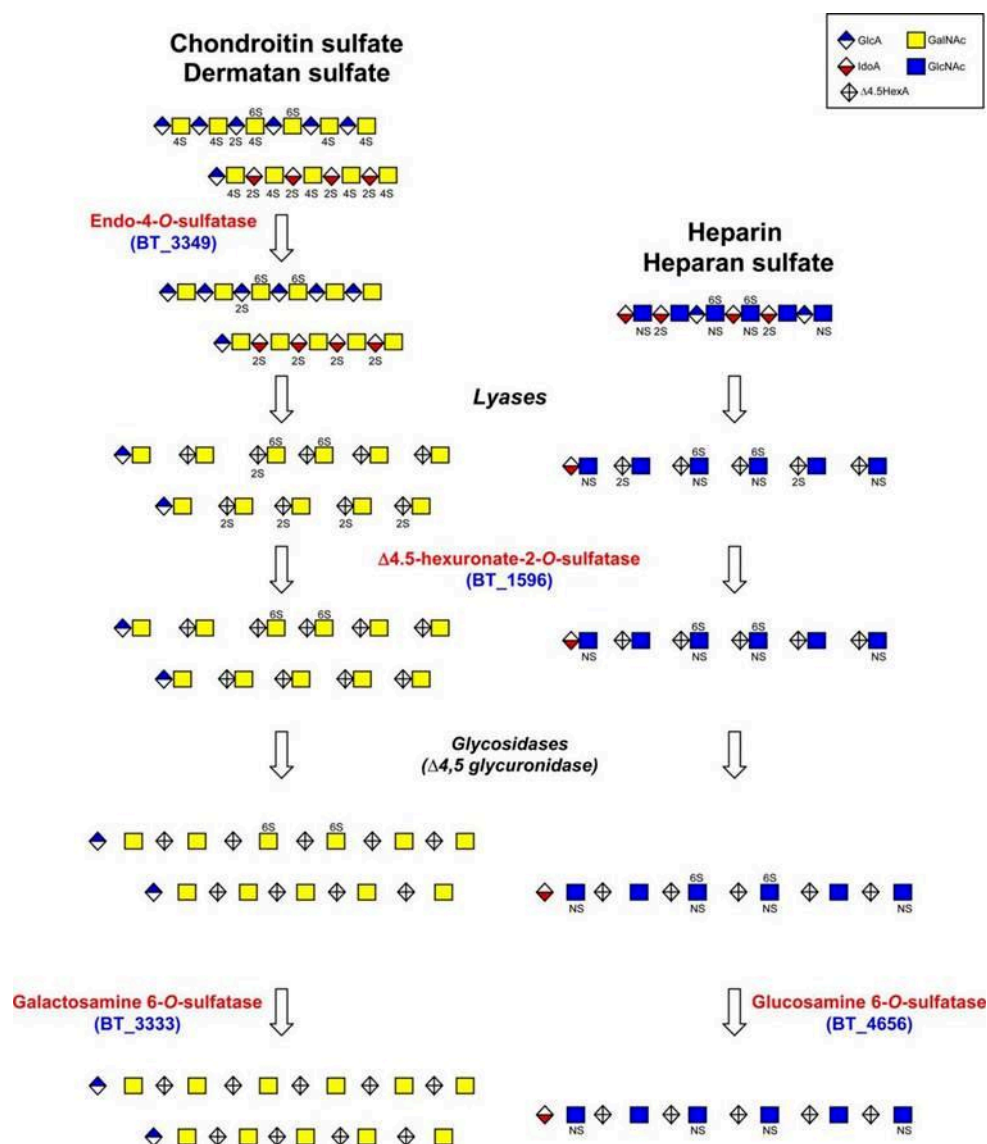 Chondroitin sulfate
Dermatan sulfate
GlcA
GalNAc
IdoA
GlcNAc
Δ4.5HexA
6S 6S
4S 4S 2S 4S 4S 4S
4S 2S 4S 2S 4S 2S 4S 2S 4S
Endo-4-O-sulfatase
(BT_3349)
6S 6S
2S
2S 2S 2S 2S
Heparin
Heparan sulfate
6S 6S
NS 2S NS NS 2S NS
Lyases
6S 6S
2S
2S 2S 2S 2S
6S 6S
NS 2S NS NS 2S NS
Δ4.5-hexuronate-2-O-sulfatase
(BT_1596)
6S 6S
6S 6S
NS NS NS NS
Glycosidases
(Δ4,5 glycuronidase)
6S 6S
6S 6S
NS NS NS NS
Galactosamine 6-O-sulfatase
(BT_3333)
Glucosamine 6-O-sulfatase
(BT_4656)
NS NS NS NS